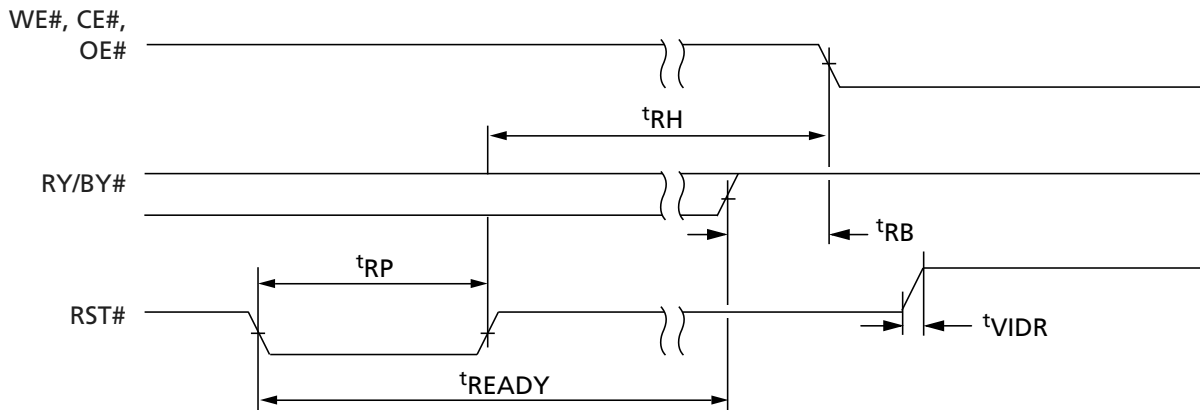 WE#, CE#,
OE#
tRH
RY/BY#
tRB
tRP
RST#
tVIDR
tREADY